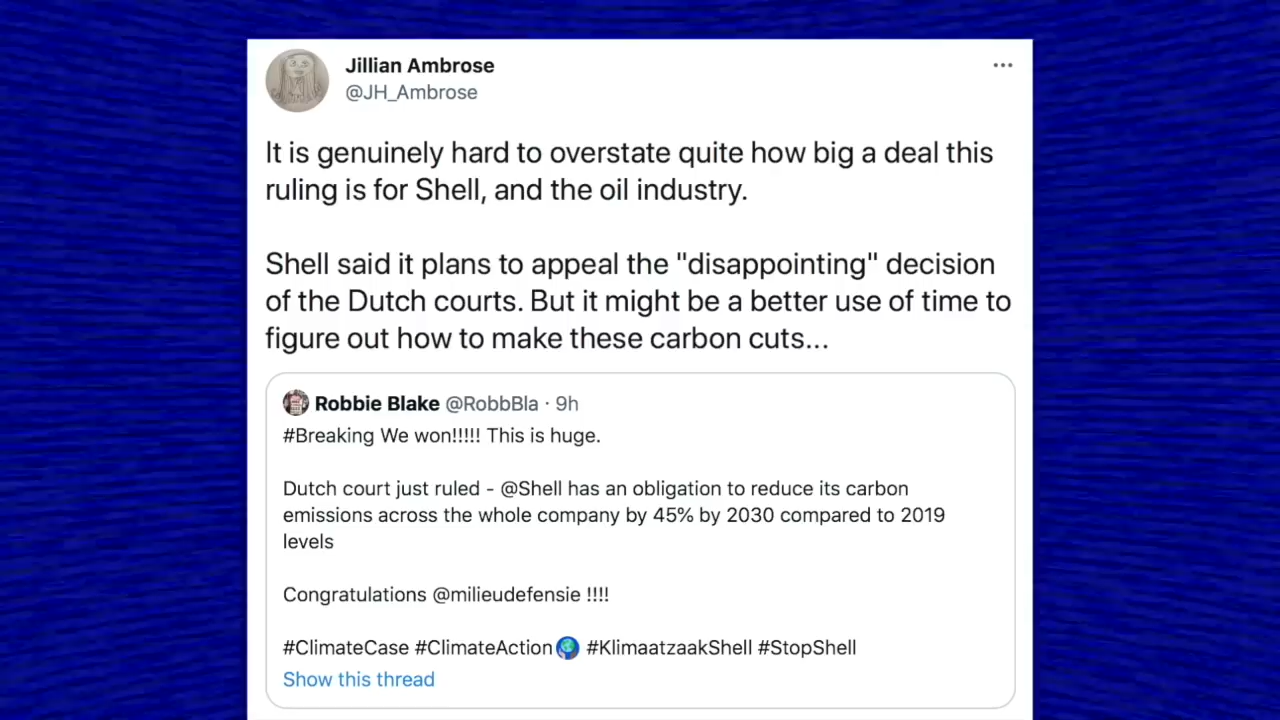 Jillian Ambrose
@JH_Ambrose
It is genuinely hard to overstate quite how big a deal this
ruling is for Shell, and the oil industry.
Shell said it plans to appeal the "disappointing" decision
of the Dutch courts. But it might be a better use of time to
figure out how to make these carbon cuts...
Robbie Blake @RobbBla · 9h
#Breaking We won!!!!! This is huge.
Dutch court just ruled - @Shell has an obligation to reduce its carbon
emissions across the whole company by 45% by 2030 compared to 2019
levels
Congratulations @milieudefensie !!!!
#ClimateCase #ClimateAction #KlimaatzaakShell #StopShell
Show this thread